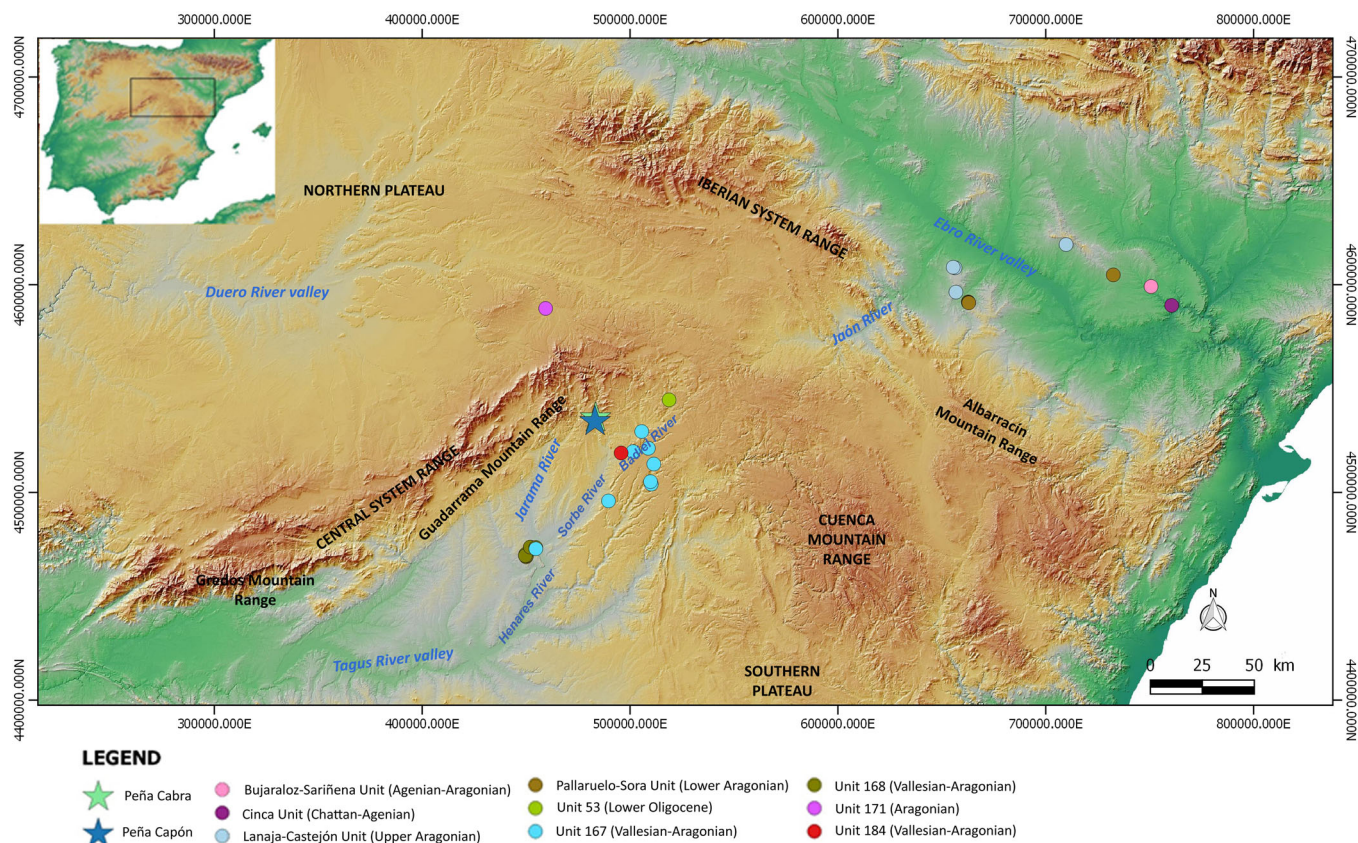 300000.000E 400000.000E 500000.000E 600000.000E 700000.000E 800000.000E
4700000.000N
4700000.000N
NORTHERN PLATEAU
IBERIAN SYSTEM RANGE
Ebro River valley
Duero River valley
4600000.000N
4600000.000N
Jaón River
Albarracín
Mountain Range
Guadarrama Mountain Range
CENTRAL SYSTEM RANGE
Jarama River
Badiel River
Sorbe River
4500000.000N
4500000.000N
CUENCA
MOUNTAIN
RANGE
Gredos Mountain
Range
Henares River
N
Tagus River valley
SOUTHERN
PLATEAU
0 25 50 km
4400000.000N
4400000.000N
300000.000E 400000.000E 500000.000E 600000.000E 700000.000E 800000.000E
LEGEND
Peña Cabra
Peña Capón
Bujaraloz-Sariñena Unit (Agenian-Aragonian)
Cinca Unit (Chattan-Agenian)
Lanaja-Castejón Unit (Upper Aragonian)
Pallaruelo-Sora Unit (Lower Aragonian)
Unit 53 (Lower Oligocene)
Unit 167 (Vallesian-Aragonian)
Unit 168 (Vallesian-Aragonian)
Unit 171 (Aragonian)
Unit 184 (Vallesian-Aragonian)